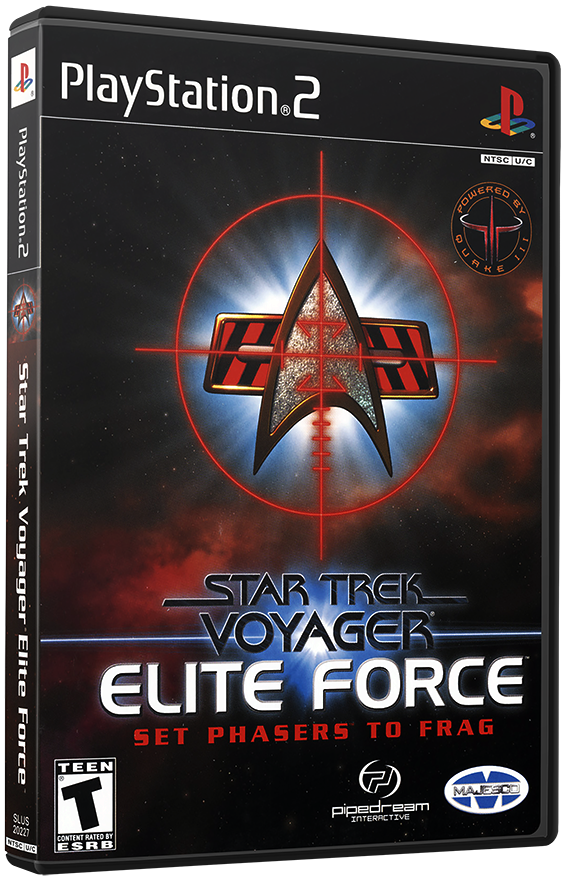 PlayStation®2
NTSC U/C
POWERED BY
QUAKE III
STAR TREK
VOYAGER®
ELITE FORCE™
SET PHASERS TO FRAG
TEEN
T
CONTENT RATED BY
ESRB
pipedream
INTERACTIVE
MAJESCO
PlayStation®2
Star Trek Voyager Elite Force
SLUS
20227
NTSC U/C